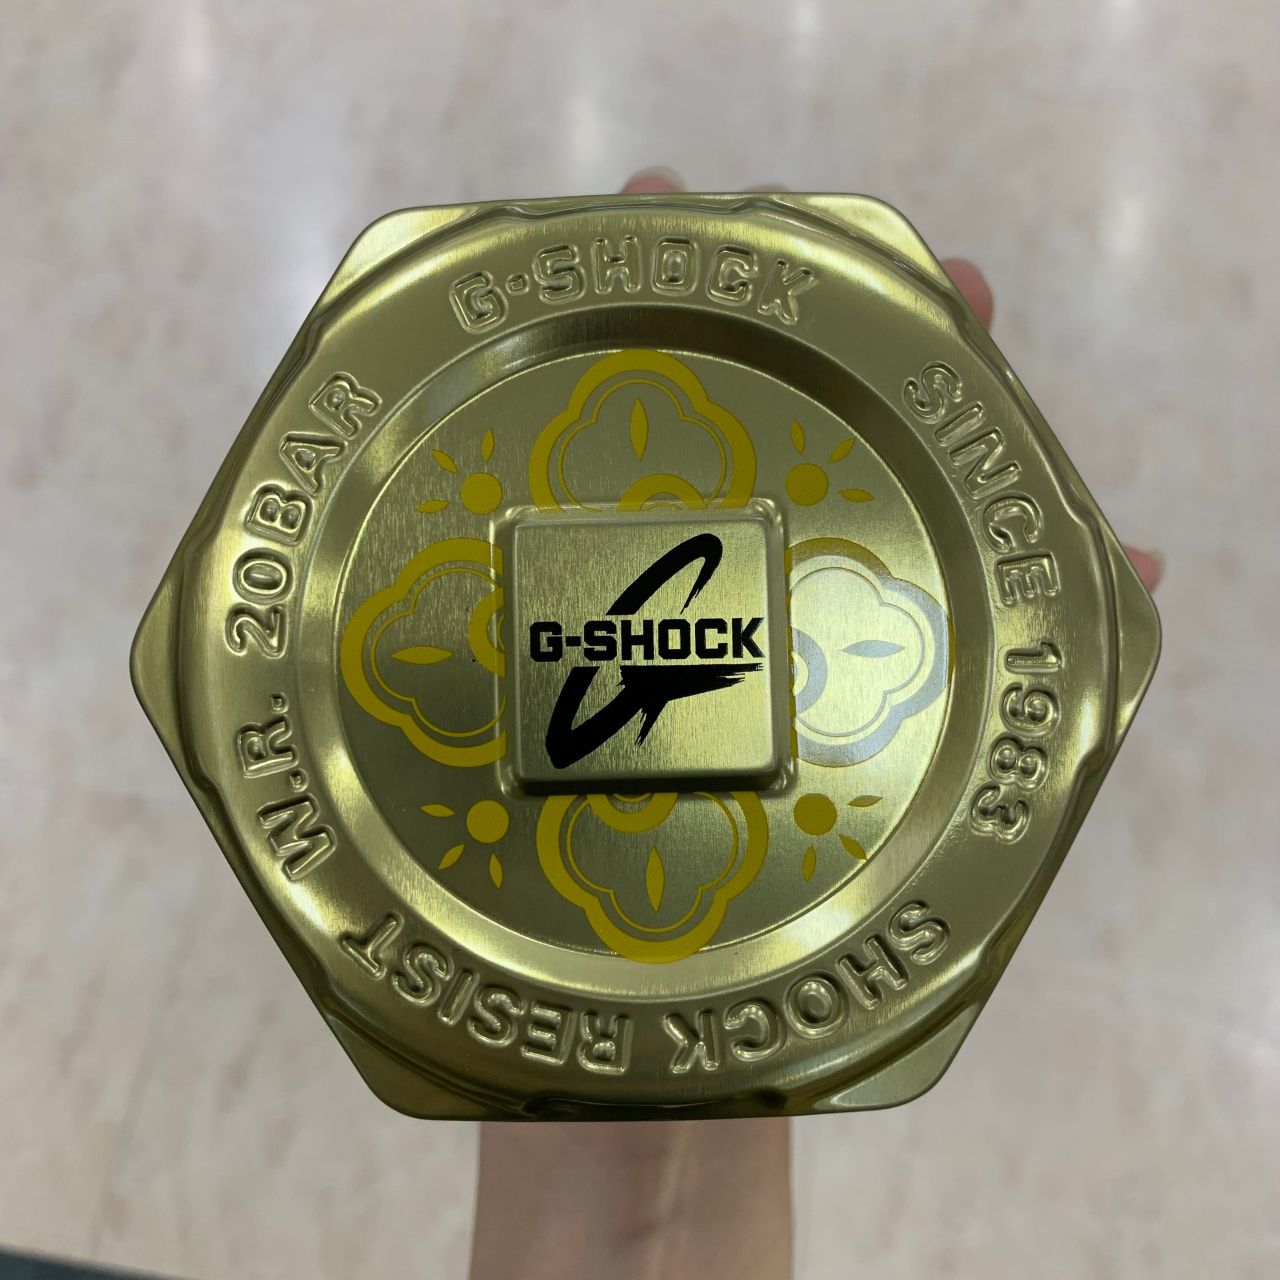 G-SHOCK
SINCE 1983
SHOCK RESIST
W.R. 20BAR
G-SHOCK